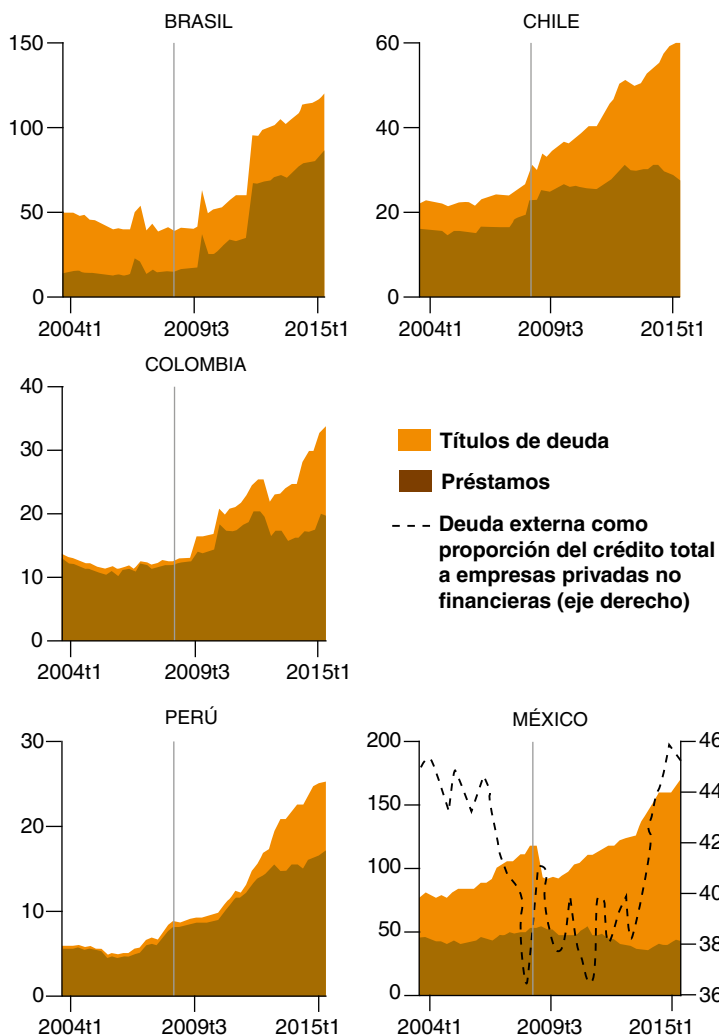 BRASIL
150
100
50
0
2004t1 2009t3 2015t1
CHILE
60
40
20
0
2004t1 2009t3 2015t1
COLOMBIA
40
30
20
10
0
2004t1 2009t3 2015t1
Títulos de deuda
Préstamos
Deuda externa como
proporción del crédito total
a empresas privadas no
financieras (eje derecho)
PERÚ
30
20
10
0
2004t1 2009t3 2015t1
MÉXICO
200
150
100
50
0
46
44
42
40
38
36
2004t1 2009t3 2015t1